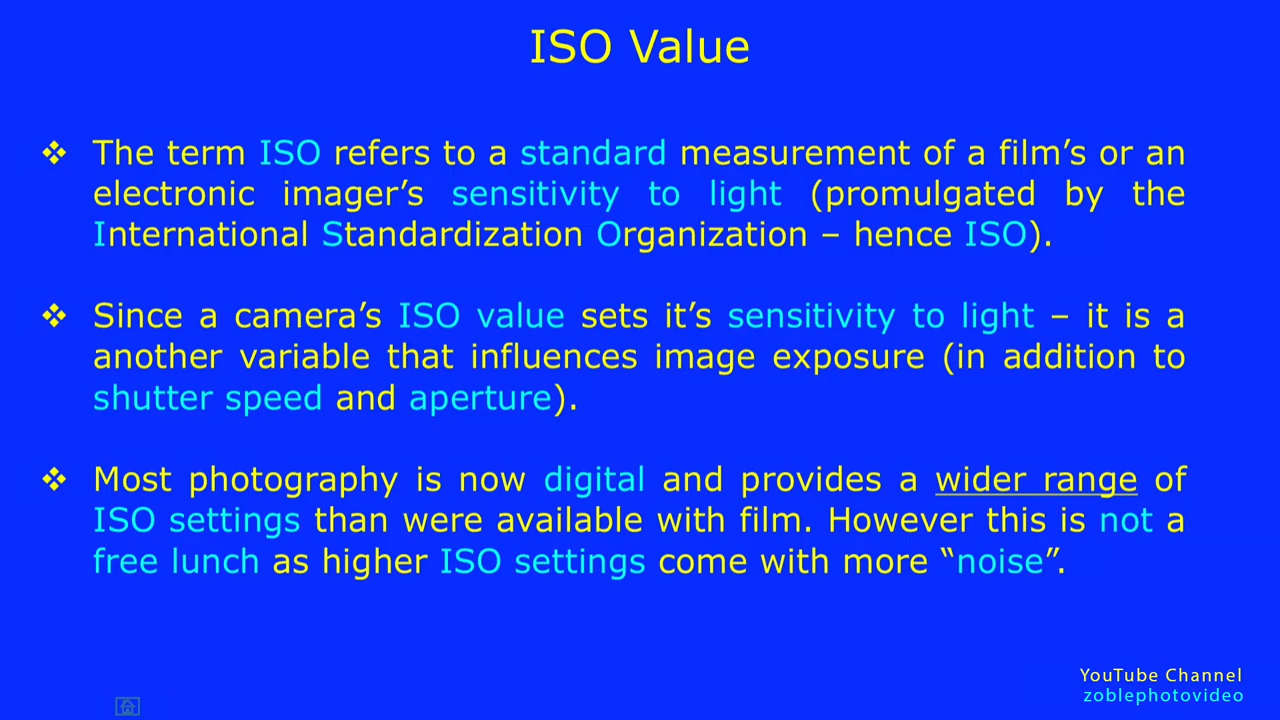 ISO Value
❖ The term ISO refers to a standard measurement of a film’s or an
electronic imager’s sensitivity to light (promulgated by the
International Standardization Organization – hence ISO).
❖ Since a camera’s ISO value sets it’s sensitivity to light – it is a
another variable that influences image exposure (in addition to
shutter speed and aperture).
❖ Most photography is now digital and provides a wider range of
ISO settings than were available with film. However this is not a
free lunch as higher ISO settings come with more “noise”.
YouTube Channel
zoblephotovideo